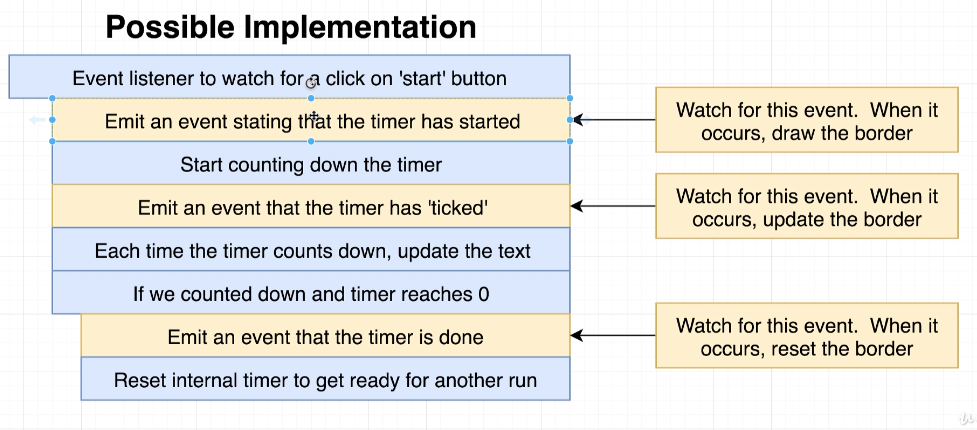 Possible Implementation
Event listener to watch for a click on 'start' button
Emit an event stating that the timer has started
Watch for this event. When it
occurs, draw the border
Start counting down the timer
Emit an event that the timer has 'ticked'
Watch for this event. When it
occurs, update the border
Each time the timer counts down, update the text
If we counted down and timer reaches 0
Emit an event that the timer is done
Watch for this event. When it
occurs, reset the border
Reset internal timer to get ready for another run